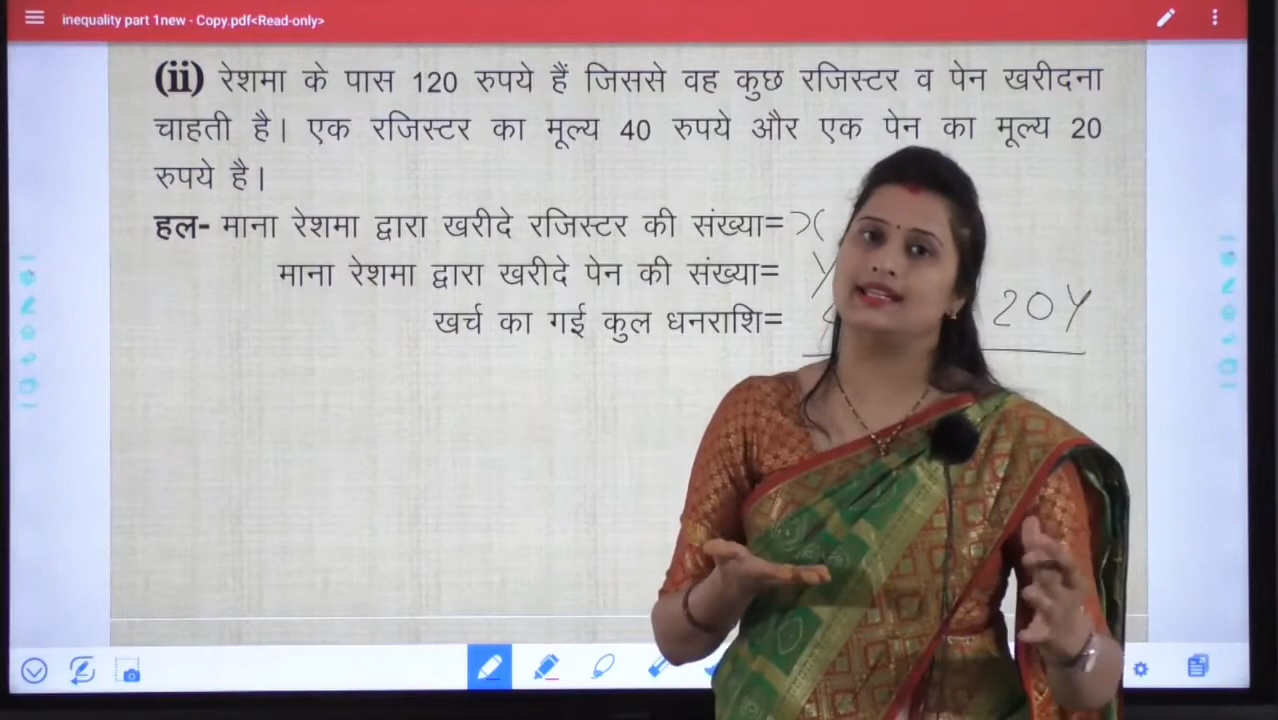 inequality part 1new - Copy.pdf<Read-only>
(ii) रेशमा के पास 120 रुपये हैं जिससे वह कुछ रजिस्टर व पेन खरीदना
चाहती है। एक रजिस्टर का मूल्य 40 रुपये और एक पेन का मूल्य 20
रुपये है।
हल- माना रेशमा द्वारा खरीदे रजिस्टर की संख्या= x
माना रेशमा द्वारा खरीदे पेन की संख्या= y
खर्च का गई कुल धनराशि= 20y